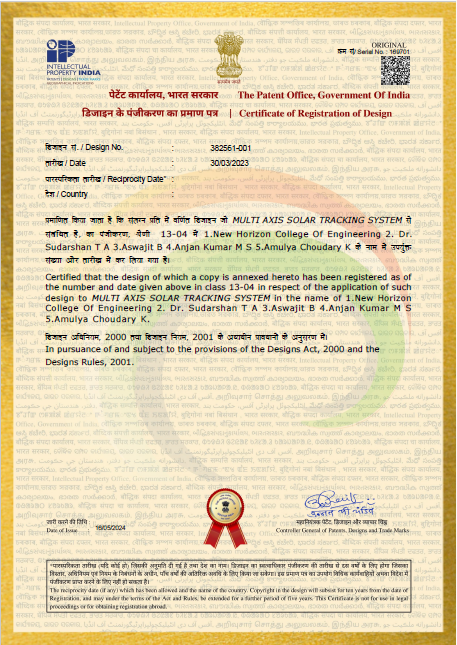 ORIGINAL
क्रम सं/ Serial No. : 169701
INTELLECTUAL
PROPERTY INDIA
सत्यमेव जयते
पेटेंट कार्यालय, भारत सरकार The Patent Office, Government Of India
डिजाइन के पंजीकरण का प्रमाण पत्र | Certificate of Registration of Design
डिजाइन सं. / Design No. : 382561-001
तारीख / Date : 30/03/2023
पारस्परिकता तारीख / Reciprocity Date* :
देश / Country :
प्रमाणित किया जाता है कि संलग्न प्रति में वर्णित डिजाइन जो MULTI AXIS SOLAR TRACKING SYSTEM से
संबंधित है, का पंजीकरण, श्रेणी 13-04 में 1.New Horizon College Of Engineering 2. Dr.
Sudarshan T A 3.Aswajit B 4.Anjan Kumar M S 5.Amulya Choudary K के नाम में उपर्युक्त
संख्या और तारीख में कर लिया गया है।
Certified that the design of which a copy is annexed hereto has been registered as of
the number and date given above in class 13-04 in respect of the application of such
design to MULTI AXIS SOLAR TRACKING SYSTEM in the name of 1.New Horizon
College Of Engineering 2. Dr. Sudarshan T A 3.Aswajit B 4.Anjan Kumar M S
5.Amulya Choudary K.
डिजाइन अधिनियम, 2000 तथा डिजाइन नियम, 2001 के अध्यधीन प्रावधानों के अनुसरण में।
In pursuance of and subject to the provisions of the Designs Act, 2000 and the
Designs Rules, 2001.
जारी करने की तिथि
Date of Issue : 16/05/2024
महानियंत्रक पेटेंट, डिजाइन और व्यापार चिह्न
Controller General of Patents, Designs and Trade Marks
*पारस्परिकता तारीख (यदि कोई हो) जिसकी अनुमति दी गई है तथा देश का नाम। डिजाइन का स्वत्वाधिकार पंजीकरण की तारीख से दस वर्षों के लिए होगा जिसका
विस्तार, अधिनियम एवं नियम के निबंधनों के अधीन, पाँच वर्षों की अतिरिक्त अवधि के लिए किया जा सकेगा। इस प्रमाण पत्र का उपयोग विधिक कार्यवाहियों अथवा विदेश में
पंजीकरण प्राप्त करने के लिए नहीं हो सकता है।
The reciprocity date (if any) which has been allowed and the name of the country. Copyright in the design will subsist for ten years from the date of
Registration, and may under the terms of the Act and Rules, be extended for a further period of five years. This Certificate is not for use in legal
proceedings or for obtaining registration abroad.